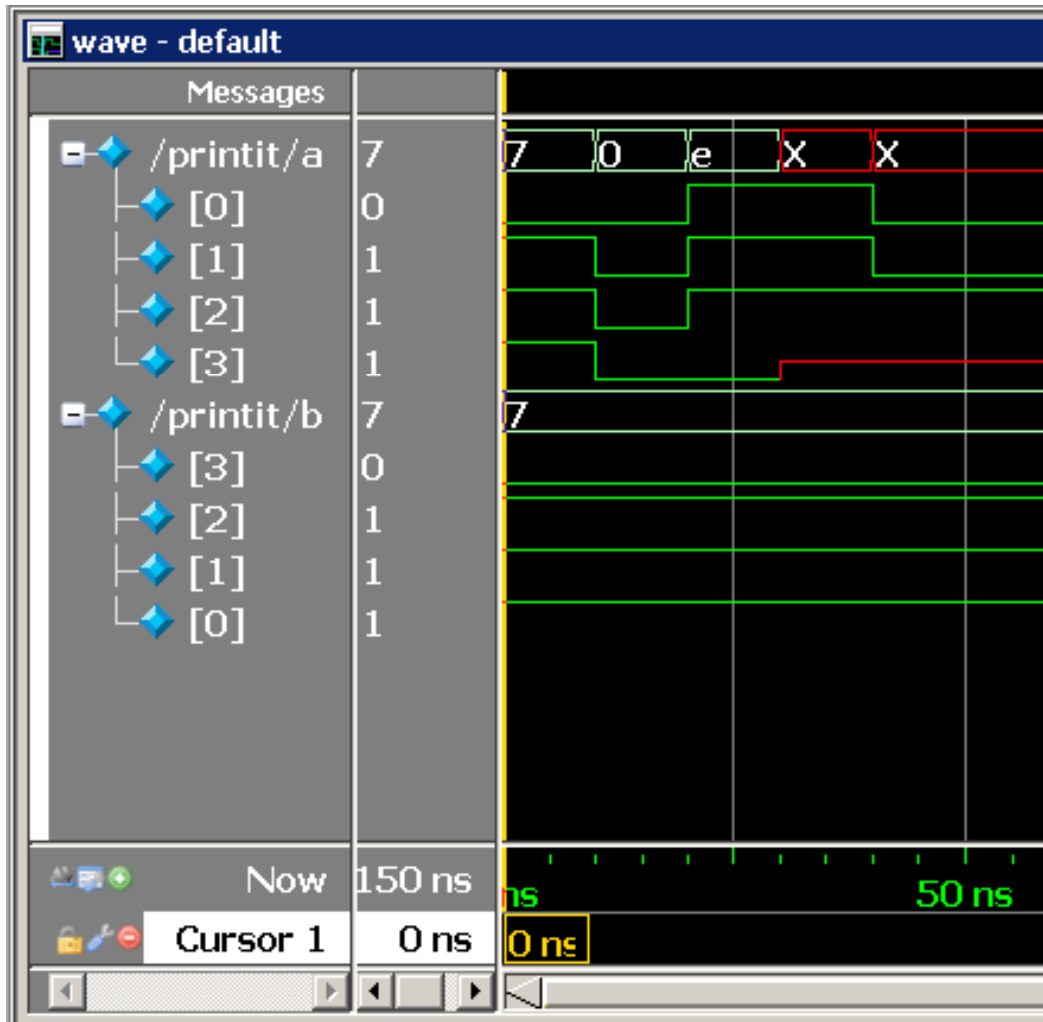 wave - default
Messages
/printit/a 7 7 0 e X X
[0] 0
[1] 1
[2] 1
[3] 1
/printit/b 7 7
[3] 0
[2] 1
[1] 1
[0] 1
Now 150 ns ns 50 ns
Cursor 1 0 ns 0 ns